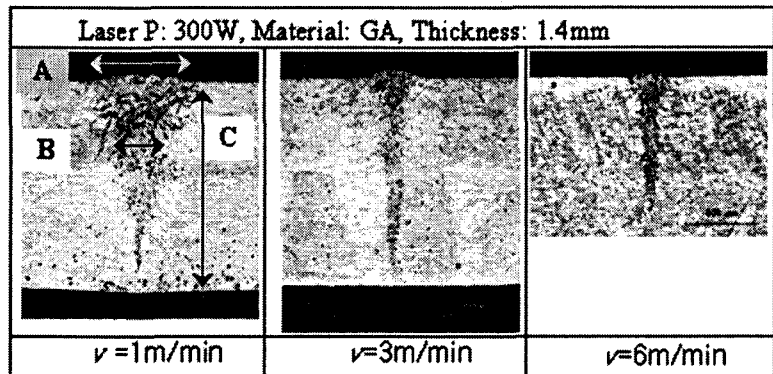 Laser P: 300W, Material: GA, Thickness: 1.4mm
A
B
C
v =1m/min
v=3m/min
v=6m/min